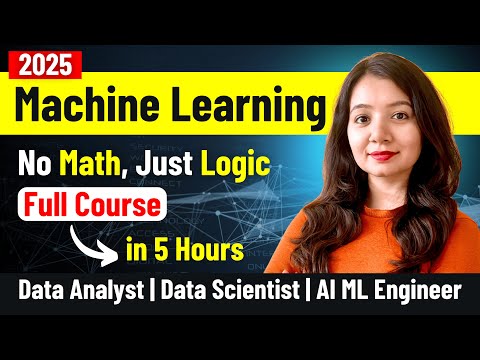 2025
Machine Learning
No Math, Just Logic
Full Course
in 5 Hours
Data Analyst | Data Scientist | AI ML Engineer